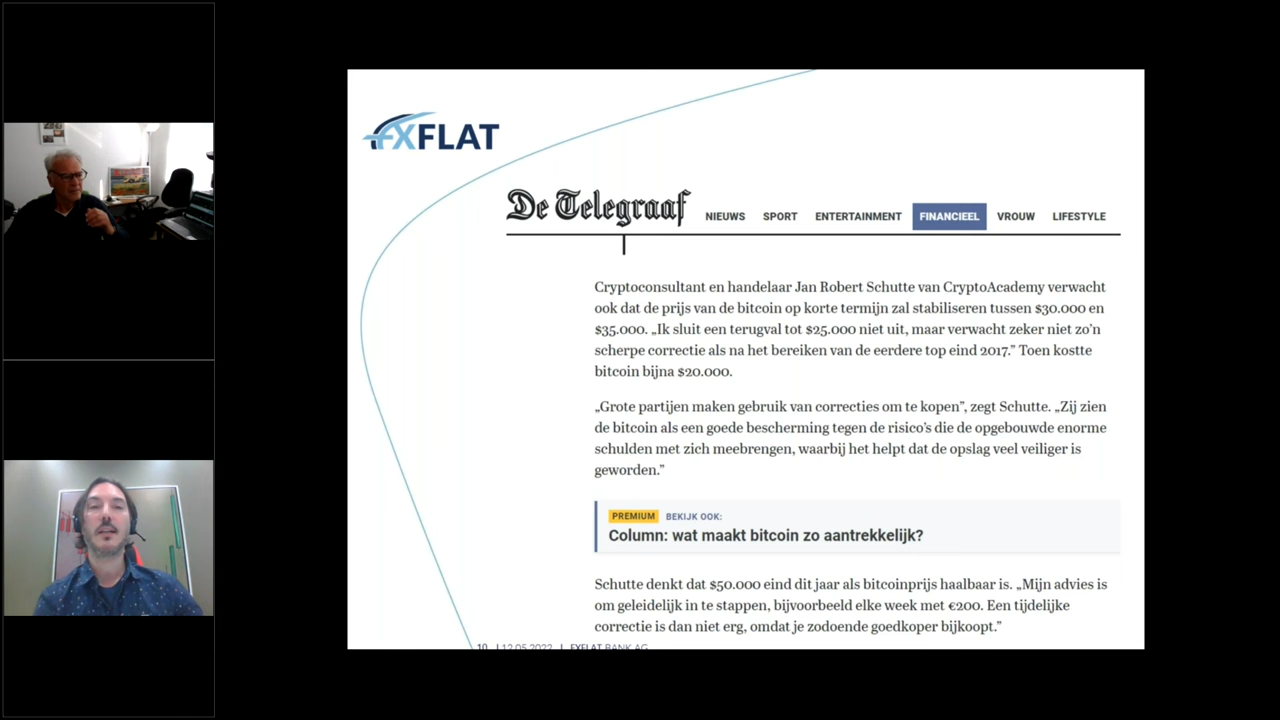 FXFLAT
De Telegraaf
NIEUWS SPORT ENTERTAINMENT FINANCIEEL VROUW LIFESTYLE
Cryptoconsultant en handelaar Jan Robert Schutte van CryptoAcademy verwacht
ook dat de prijs van de bitcoin op korte termijn zal stabiliseren tussen $30.000 en
$35.000. „Ik sluit een terugval tot $25.000 niet uit, maar verwacht zeker niet zo’n
scherpe correctie als na het bereiken van de eerdere top eind 2017.” Toen kostte
bitcoin bijna $20.000.
„Grote partijen maken gebruik van correcties om te kopen”, zegt Schutte. „Zij zien
de bitcoin als een goede bescherming tegen de risico’s die de opgebouwde enorme
schulden met zich meebrengen, waarbij het helpt dat de opslag veel veiliger is
geworden.”
PREMIUM BEKIJK OOK:
Column: wat maakt bitcoin zo aantrekkelijk?
Schutte denkt dat $50.000 eind dit jaar als bitcoinprijs haalbaar is. „Mijn advies is
om geleidelijk in te stappen, bijvoorbeeld elke week met €200. Een tijdelijke
correctie is dan niet erg, omdat je zodoende goedkoper bijkoopt.”
10 | 12.05.2022 | FXFLAT BANK AG